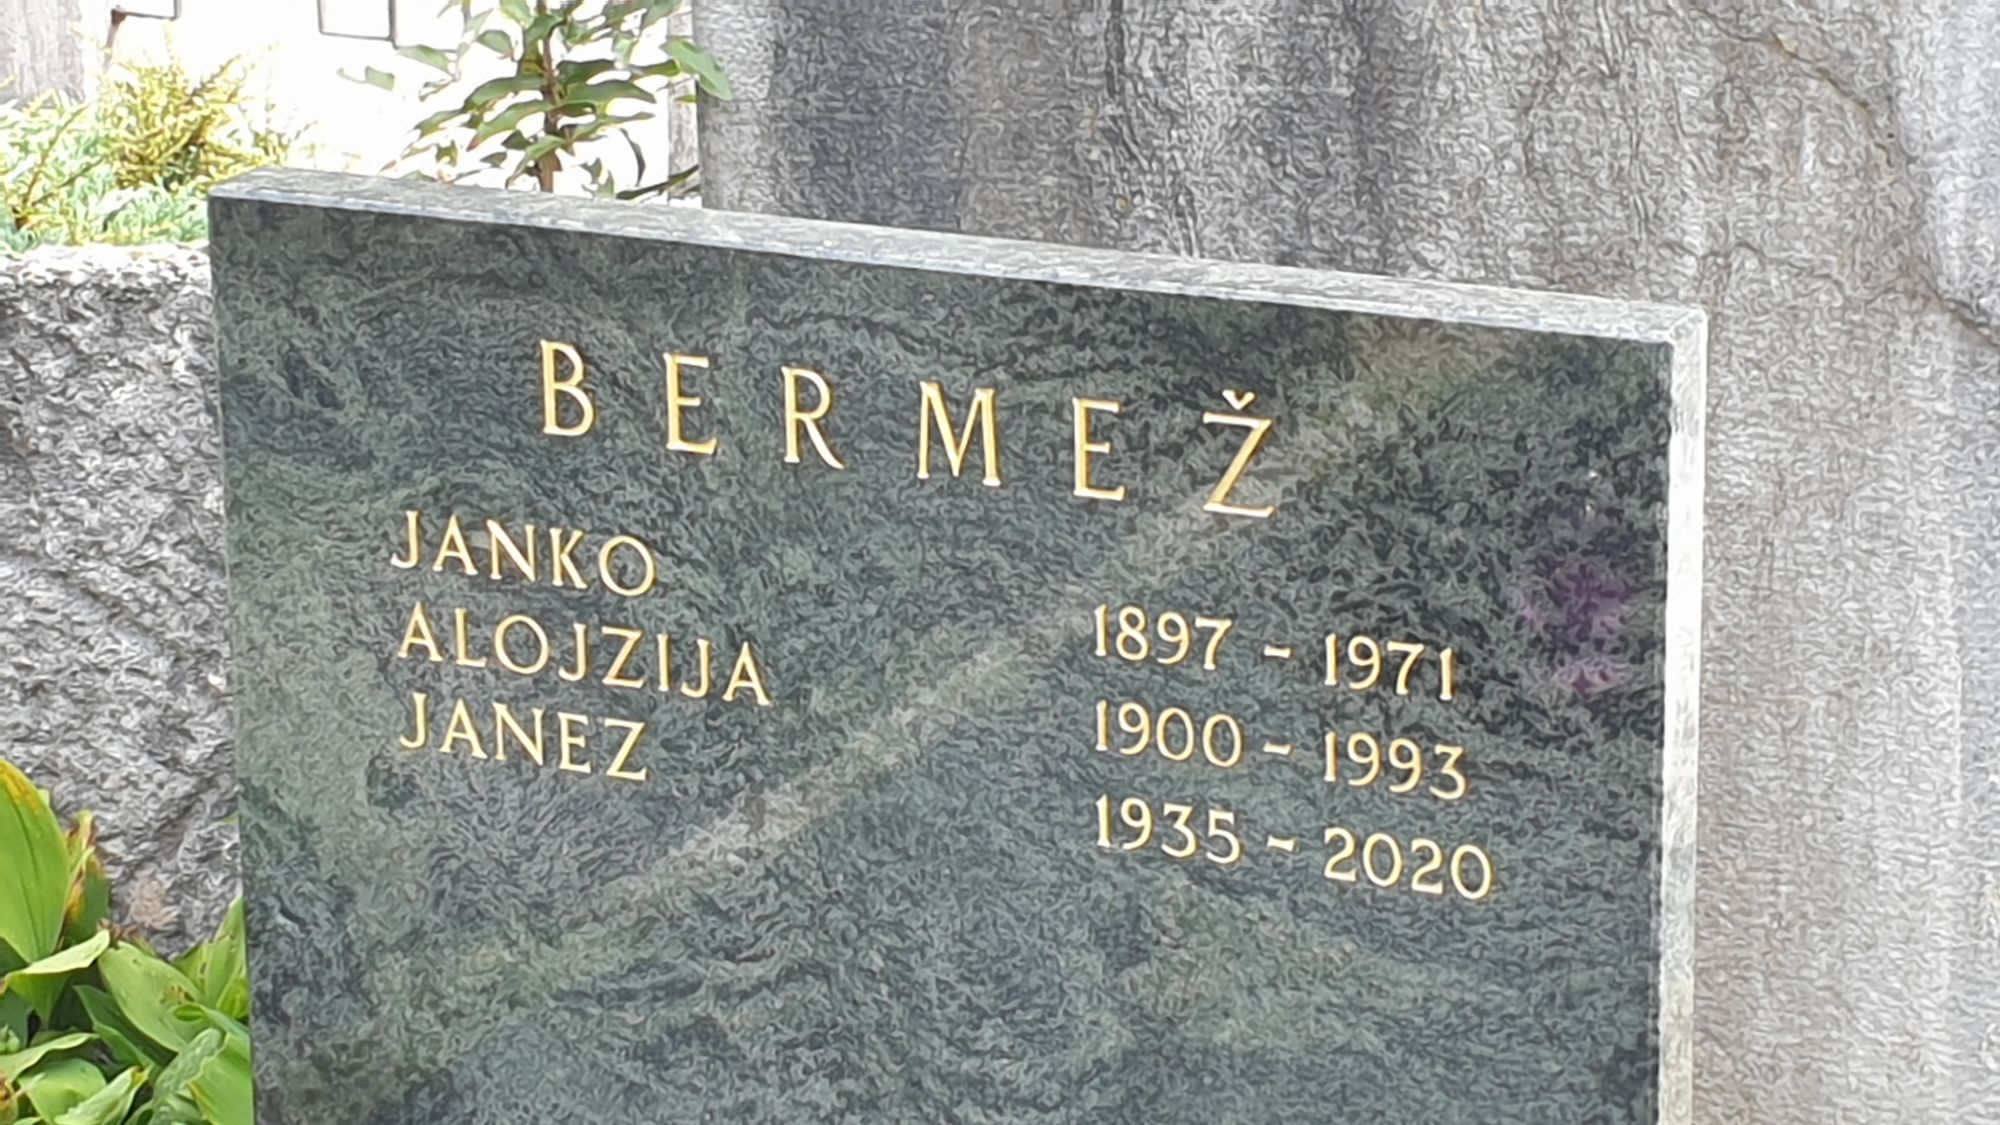 BERMEŽ
JANKO 1897 - 1971
ALOJZIJA 1900 - 1993
JANEZ 1935 - 2020